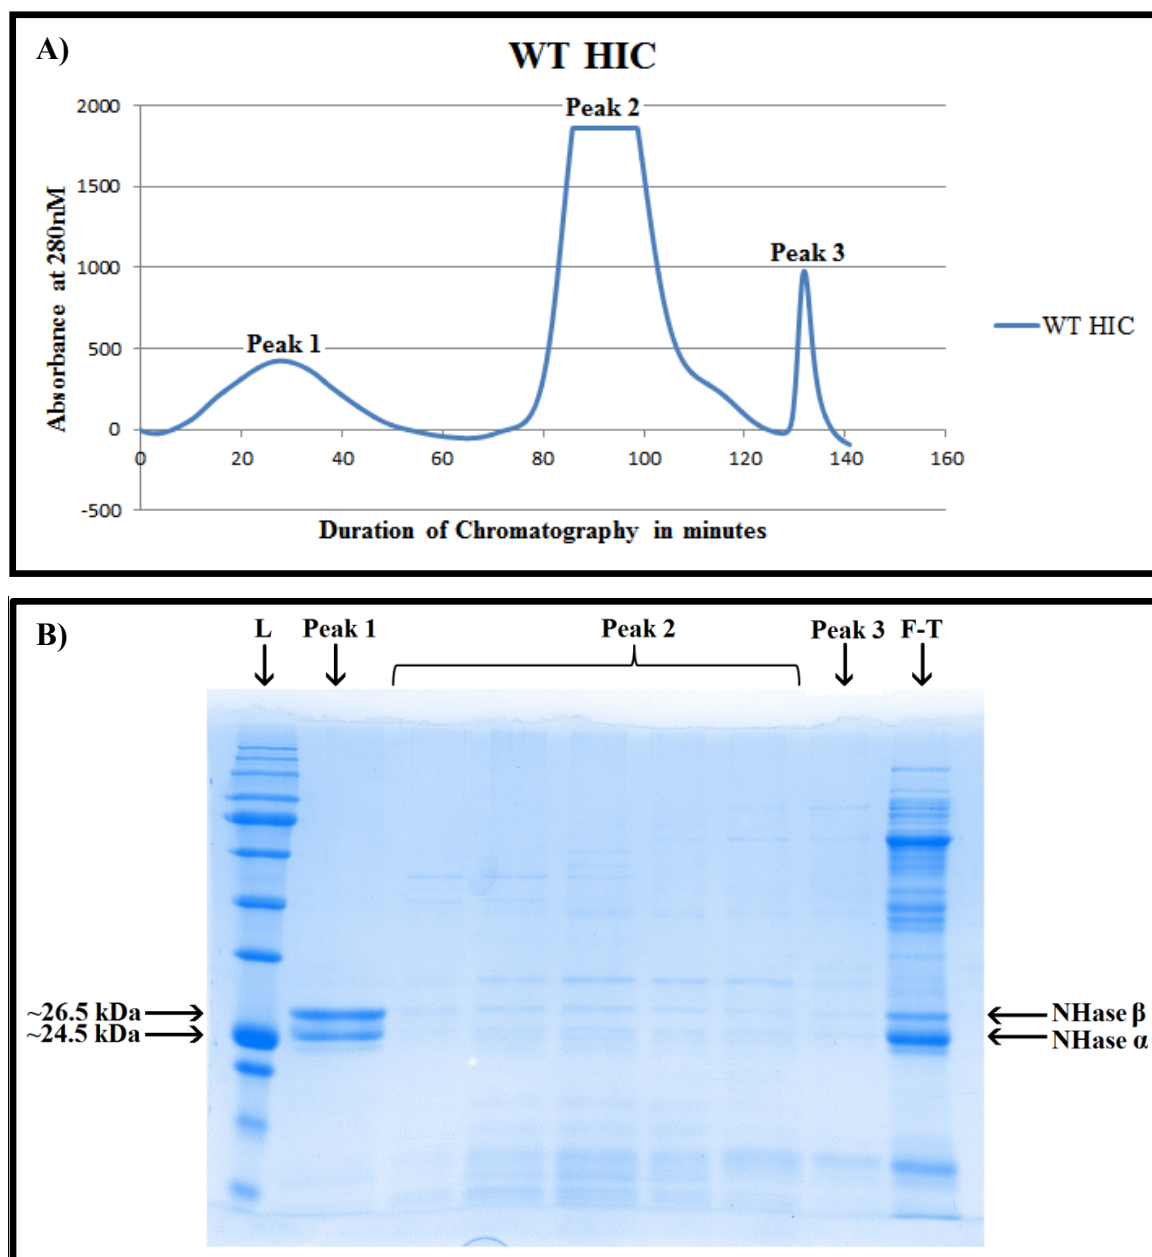 A)
WT HIC
Peak 2
2000
1500
1000
500
0
-500
Peak 1
Peak 3
WT HIC
Absorbance at 280nM
0 20 40 60 80 100 120 140 160
Duration of Chromatography in minutes
B)
L Peak 1 Peak 2 Peak 3 F-T
~26.5 kDa
~24.5 kDa
NHase β
NHase α